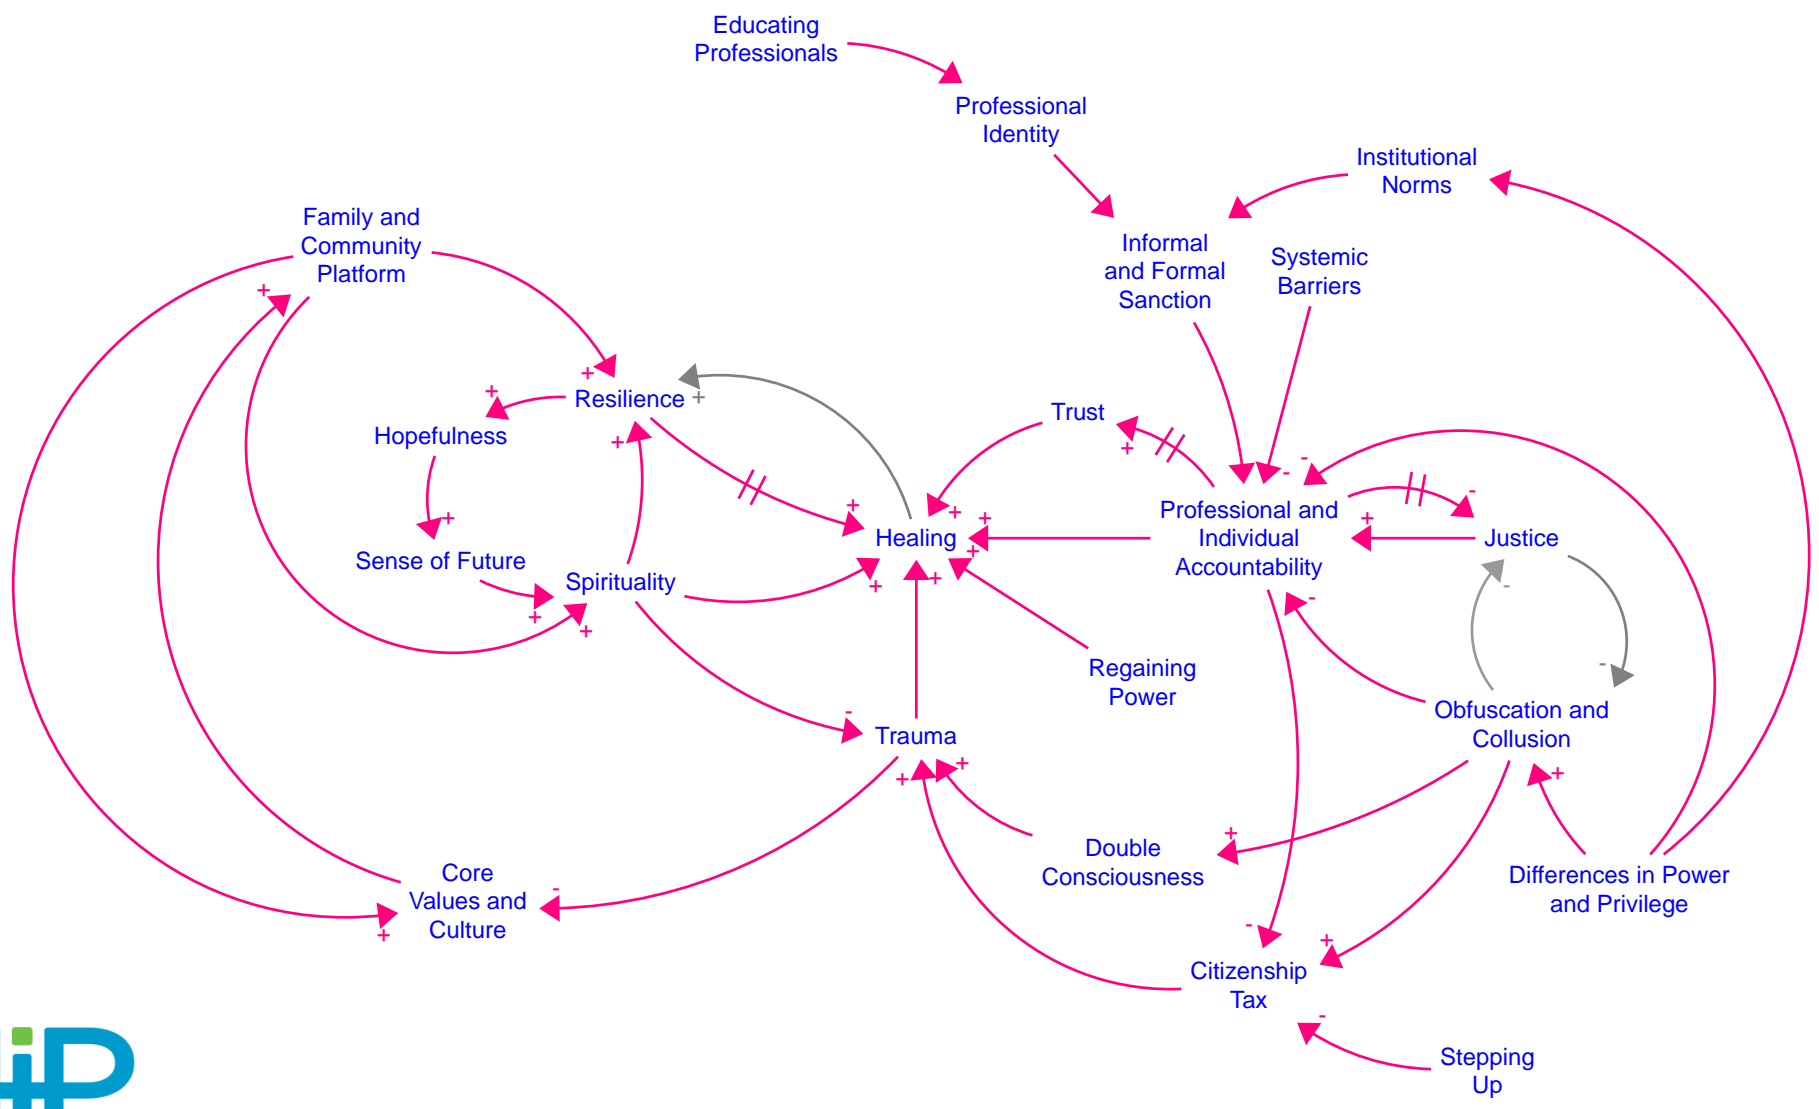 Educating
Professionals
Professional
Identity
Institutional
Norms
Family and
Community
Platform
Informal
and Formal
Sanction
Systemic
Barriers
Resilience
Trust
Hopefulness
Professional and
Individual
Accountability
Healing
Justice
Sense of Future
Spirituality
Regaining
Power
Obfuscation and
Collusion
Trauma
Double
Consciousness
Differences in Power
and Privilege
Core
Values and
Culture
Citizenship
Tax
Stepping
Up